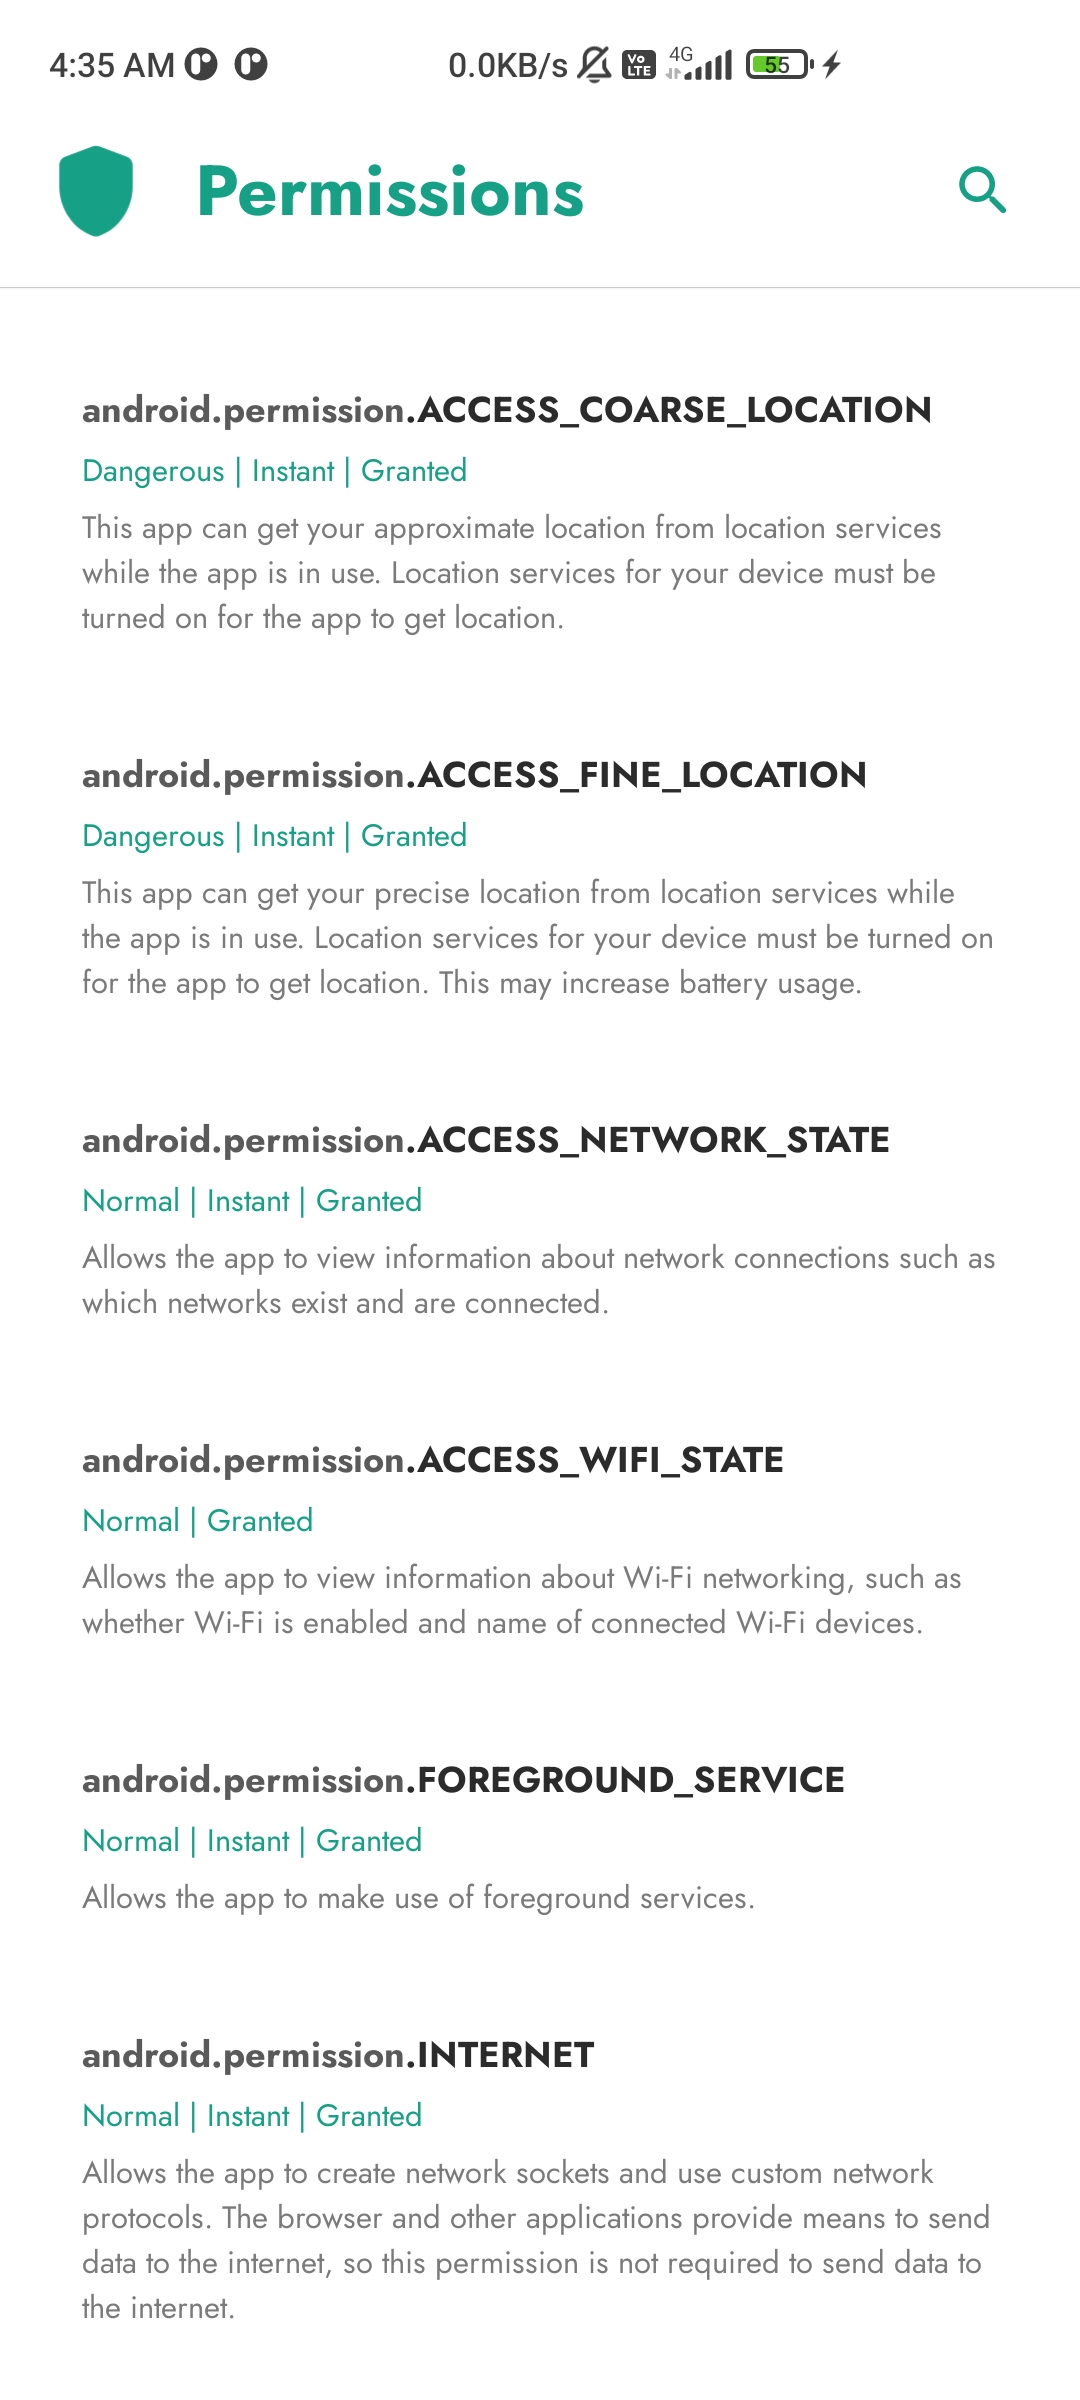 4:35 AM 0.0KB/s Vo LTE 4G 55
Permissions
android.permission.ACCESS_COARSE_LOCATION
Dangerous | Instant | Granted
This app can get your approximate location from location services
while the app is in use. Location services for your device must be
turned on for the app to get location.
android.permission.ACCESS_FINE_LOCATION
Dangerous | Instant | Granted
This app can get your precise location from location services while
the app is in use. Location services for your device must be turned on
for the app to get location. This may increase battery usage.
android.permission.ACCESS_NETWORK_STATE
Normal | Instant | Granted
Allows the app to view information about network connections such as
which networks exist and are connected.
android.permission.ACCESS_WIFI_STATE
Normal | Granted
Allows the app to view information about Wi-Fi networking, such as
whether Wi-Fi is enabled and name of connected Wi-Fi devices.
android.permission.FOREGROUND_SERVICE
Normal | Instant | Granted
Allows the app to make use of foreground services.
android.permission.INTERNET
Normal | Instant | Granted
Allows the app to create network sockets and use custom network
protocols. The browser and other applications provide means to send
data to the internet, so this permission is not required to send data to
the internet.